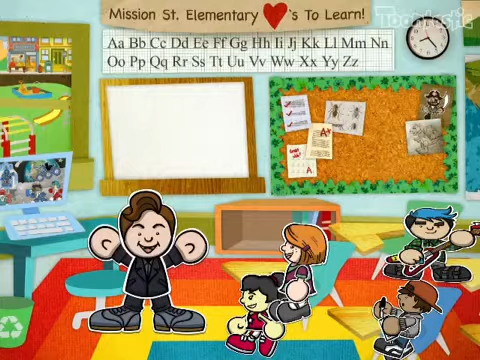 Mission St. Elementary ❤'s To Learn!
Toontastic
Aa Bb Cc Dd Ee Ff Gg Hh Ii Jj Kk Ll Mm Nn
Oo Pp Qq Rr Ss Tt Uu Vv Ww Xx Yy Zz
A+